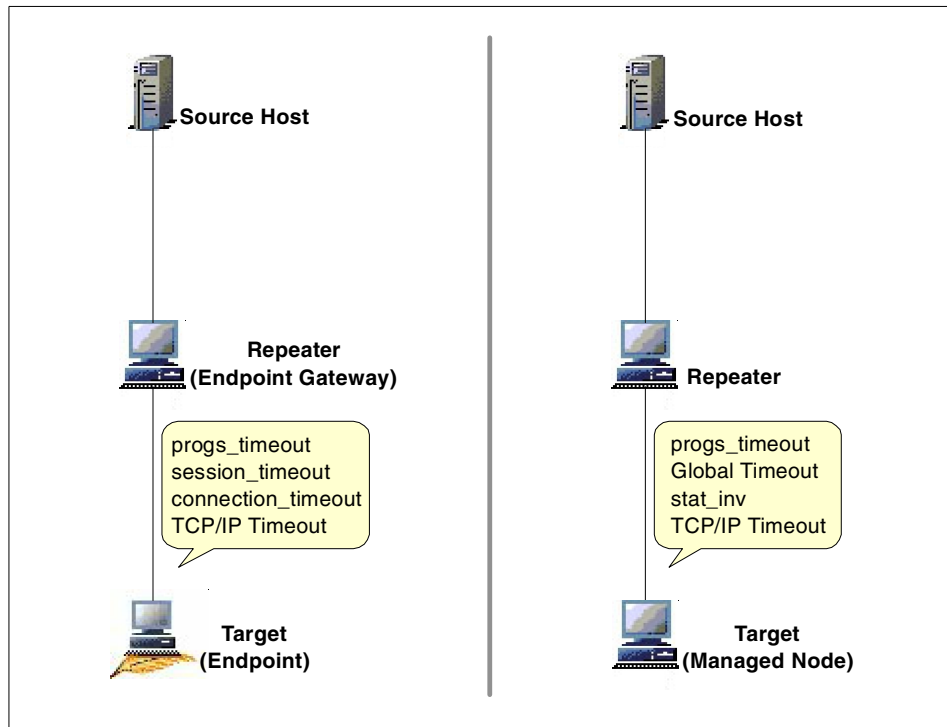 Source Host
Repeater
(Endpoint Gateway)
progs_timeout
session_timeout
connection_timeout
TCP/IP Timeout
Target
(Endpoint)
Source Host
Repeater
progs_timeout
Global Timeout
stat_inv
TCP/IP Timeout
Target
(Managed Node)